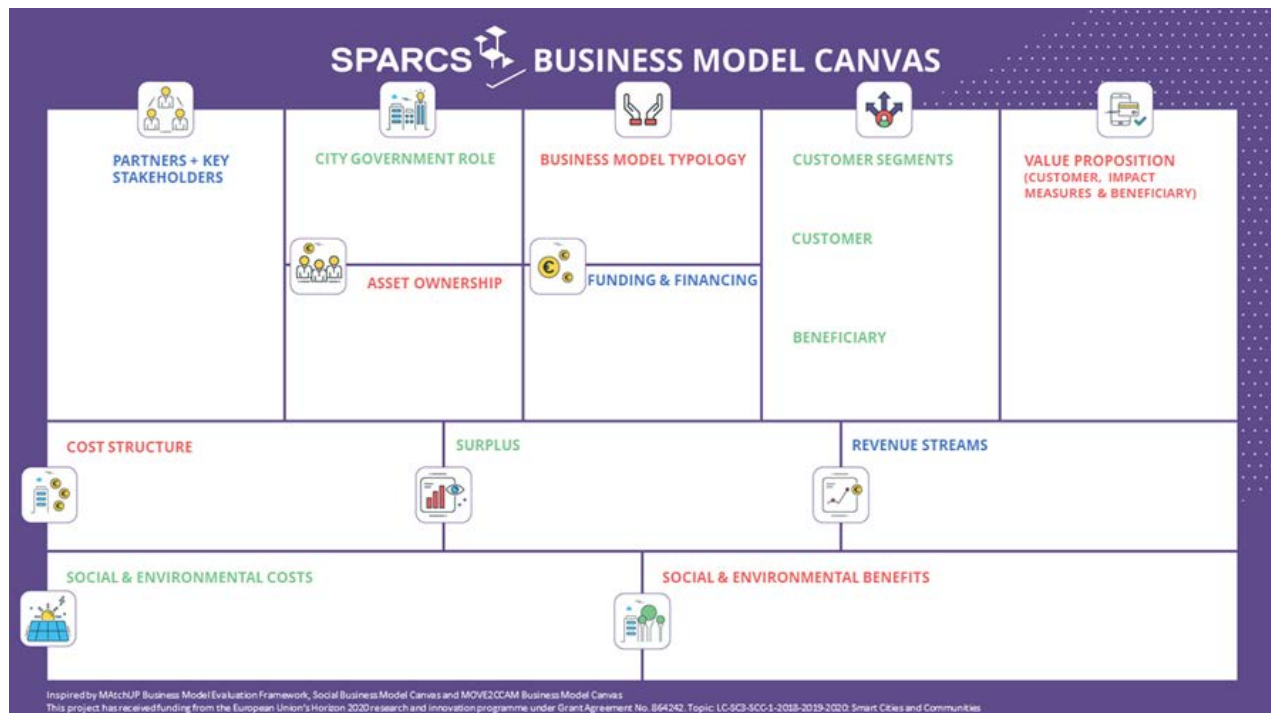 SPARCS BUSINESS MODEL CANVAS
PARTNERS + KEY
STAKEHOLDERS
CITY GOVERNMENT ROLE
ASSET OWNERSHIP
BUSINESS MODEL TYPOLOGY
FUNDING & FINANCING
CUSTOMER SEGMENTS
CUSTOMER
BENEFICIARY
VALUE PROPOSITION
(CUSTOMER, IMPACT
MEASURES & BENEFICIARY)
COST STRUCTURE
SURPLUS
REVENUE STREAMS
SOCIAL & ENVIRONMENTAL COSTS
SOCIAL & ENVIRONMENTAL BENEFITS
Inspired by MAtchUP Business Model Evaluation Framework, Social Business Model Canvas and MOVE2CCAM Business Model Canvas
This project has received funding from the European Union's Horizon 2020 research and innovation programme under Grant Agreement No. 864242. Topic: LC-SC3-SCC-1-2018-2019-2020: Smart Cities and Communities